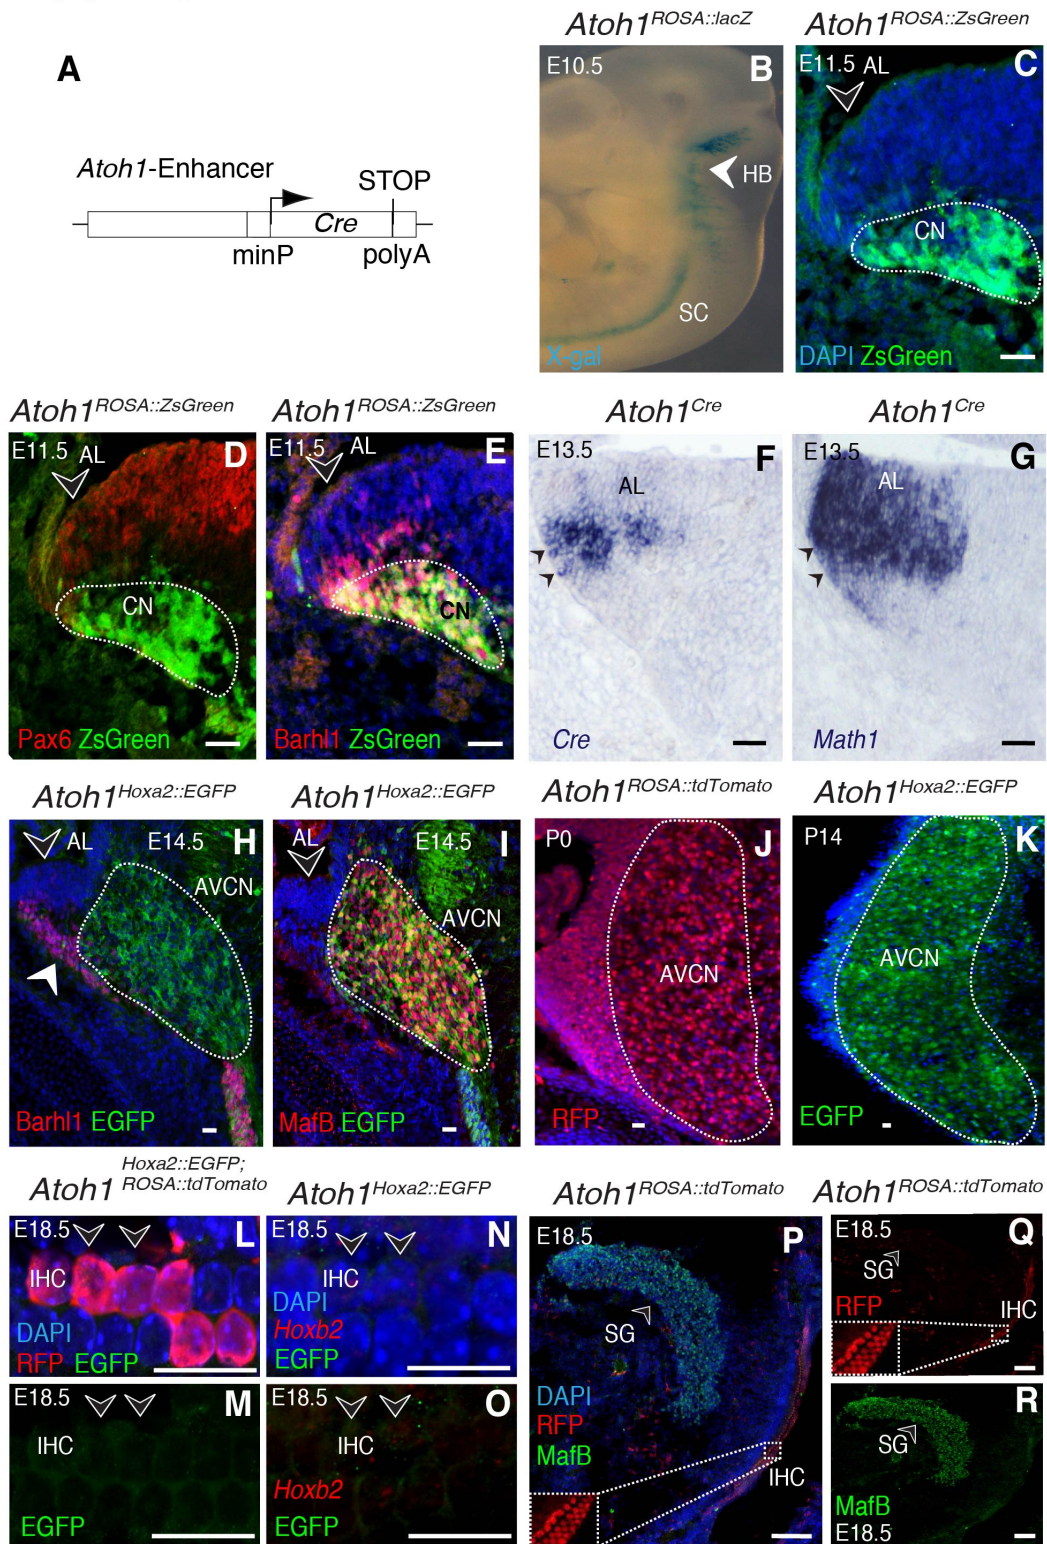 A
Atoh1-Enhancer
STOP
Cre
minP
polyA
Atoh1ROSA::lacZ
E10.5
B
HB
SC
X-gal
Atoh1ROSA::ZsGreen
E11.5 AL
C
CN
DAPI ZsGreen
Atoh1ROSA::ZsGreen
E11.5 AL
D
CN
Pax6 ZsGreen
Atoh1ROSA::ZsGreen
E11.5 AL
E
CN
Barhl1 ZsGreen
Atoh1Cre
E13.5
F
AL
Cre
Atoh1Cre
E13.5
G
AL
Math1
Atoh1Hoxa2::EGFP
AL
E14.5
H
AVCN
Barhl1 EGFP
Atoh1Hoxa2::EGFP
AL
E14.5
I
AVCN
MafB EGFP
Atoh1ROSA::tdTomato
P0
J
AVCN
RFP
Atoh1Hoxa2::EGFP
P14
K
AVCN
EGFP
Hoxa2::EGFP;
Atoh1 ROSA::tdTomato
E18.5
L
IHC
DAPI
RFP EGFP
E18.5
M
IHC
EGFP
Atoh1Hoxa2::EGFP
E18.5
N
IHC
DAPI
Hoxb2
EGFP
E18.5
O
IHC
Hoxb2
EGFP
Atoh1ROSA::tdTomato
E18.5
P
SG
DAPI
RFP
MafB
IHC
Atoh1ROSA::tdTomato
E18.5
Q
SG
RFP
IHC
R
SG
MafB
E18.5